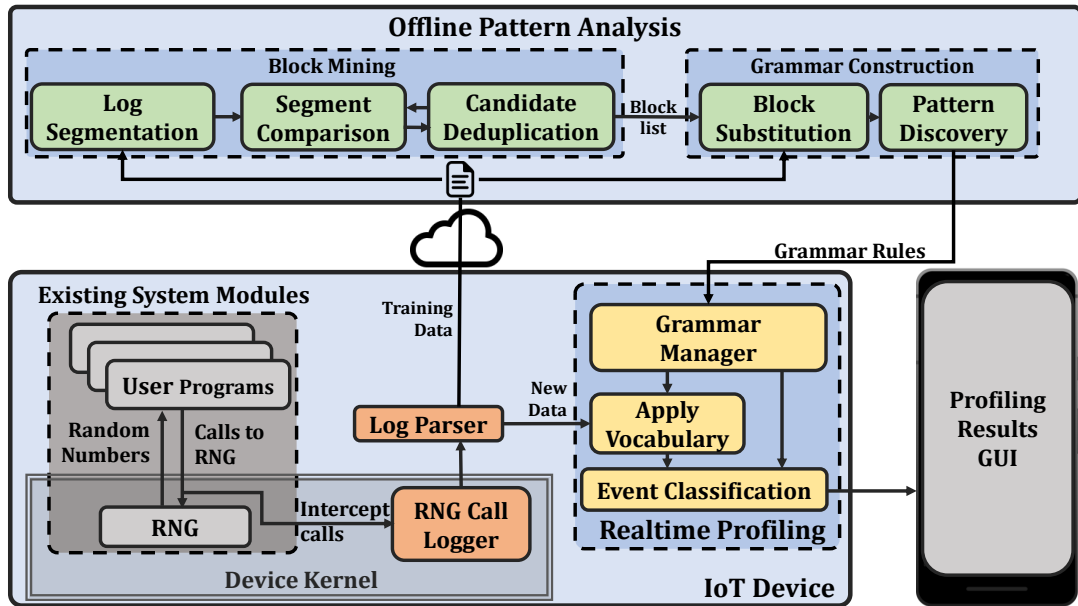 Offline Pattern Analysis
Block Mining
Grammar Construction
Log
Segmentation
Segment
Comparison
Candidate
Deduplication
Block
list
Block
Substitution
Pattern
Discovery
Grammar Rules
Existing System Modules
User Programs
Random
Numbers
Calls to
RNG
RNG
Intercept
calls
Device Kernel
Training
Data
Log Parser
RNG Call
Logger
New
Data
Grammar
Manager
Apply
Vocabulary
Event Classification
Realtime Profiling
IoT Device
Profiling
Results
GUI